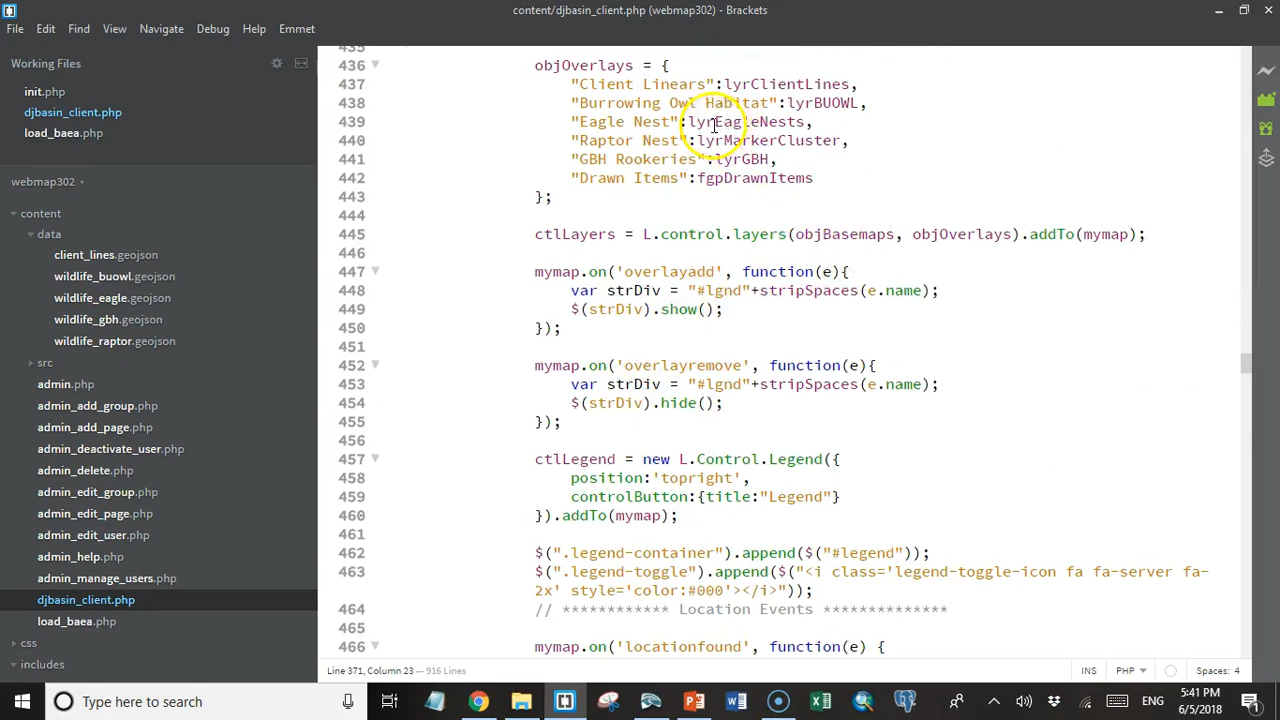 content/djbasin_client.php (webmap302) - Brackets
File Edit Find View Navigate Debug Help Emmet
Working Files
init.php
djbasin_client.php
load_baea.php
webmap302
content
data
client_lines.geojson
wildlife_buowl.geojson
wildlife_eagle.geojson
wildlife_gbh.geojson
wildlife_raptor.geojson
src
admin.php
admin_add_group.php
admin_add_page.php
admin_deactivate_user.php
admin_delete.php
admin_edit_group.php
admin_edit_page.php
admin_edit_user.php
admin_help.php
admin_manage_users.php
djbasin_client.php
load_baea.php
css
includes
435
436 objOverlays = {
437 "Client Linears":lyrClientLines,
438 "Burrowing Owl Habitat":lyrBUOWL,
439 "Eagle Nest":lyrEagleNests,
440 "Raptor Nest":lyrMarkerCluster,
441 "GBH Rookeries":lyrGBH,
442 "Drawn Items":fgpDrawnItems
443 };
444
445 ctlLayers = L.control.layers(objBasemaps, objOverlays).addTo(mymap);
446
447 mymap.on('overlayadd', function(e){
448 var strDiv = "#lgnd"+stripSpaces(e.name);
449 $(strDiv).show();
450 });
451
452 mymap.on('overlayremove', function(e){
453 var strDiv = "#lgnd"+stripSpaces(e.name);
454 $(strDiv).hide();
455 });
456
457 ctlLegend = new L.Control.Legend({
458 position:'topright',
459 controlButton:{title:"Legend"}
460 }).addTo(mymap);
461
462 $(".legend-container").append($("#legend"));
463 $(".legend-toggle").append($("<i class='legend-toggle-icon fa fa-server fa-
2x' style='color:#000'></i>"));
464 // ************ Location Events **************
465
466 mymap.on('locationfound', function(e) {
Line 371, Column 23 — 916 Lines
INS PHP Spaces: 4
Type here to search
ENG
5:41 PM
6/5/2018
1